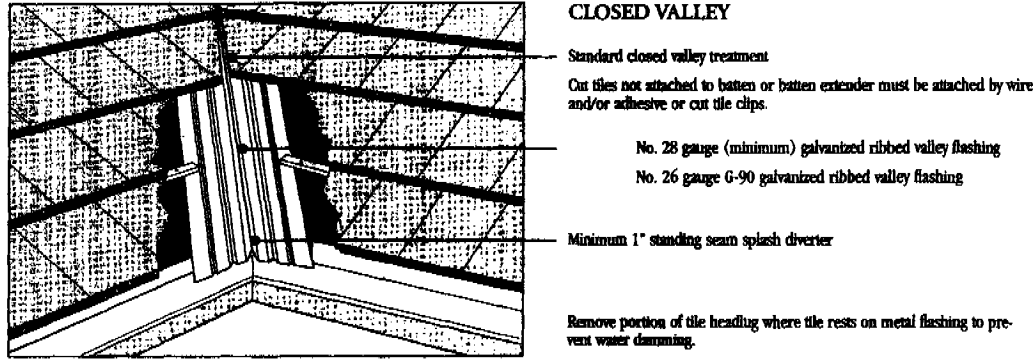 CLOSED VALLEY
Standard closed valley treatment
Cut tiles not attached to batten or batten extender must be attached by wire
and/or adhesive or cut tile clips.
No. 28 gauge (minimum) galvanized ribbed valley flashing
No. 26 gauge G-90 galvanized ribbed valley flashing
Minimum 1" standing seam splash diverter
Remove portion of tile headlug where tile rests on metal flashing to pre-
vent water damming.